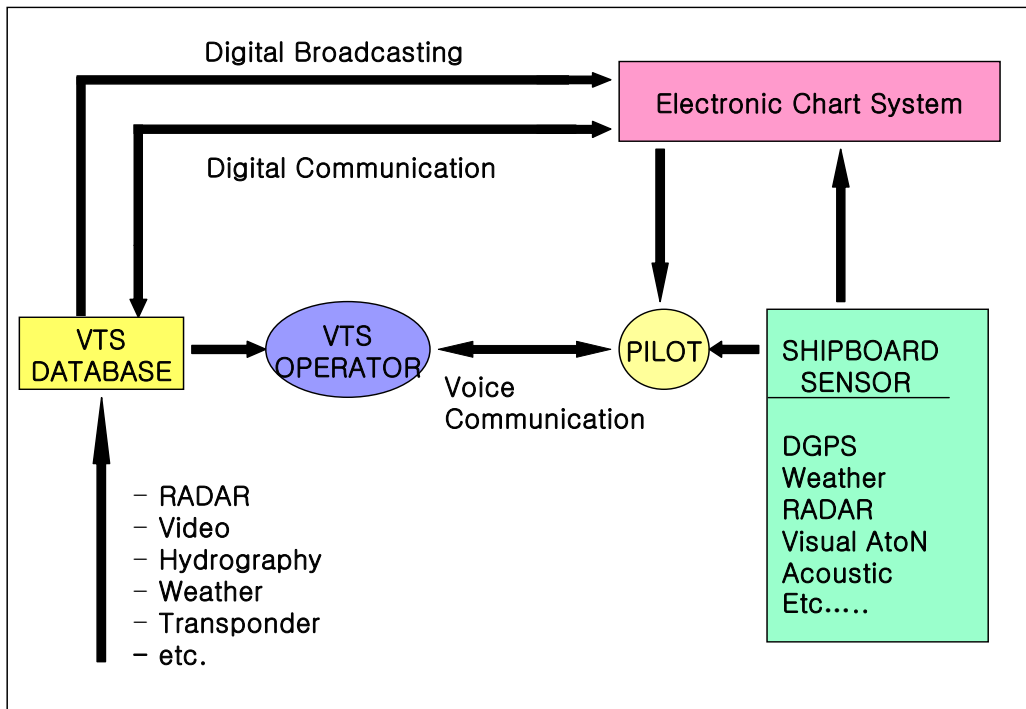 Digital Broadcasting
Electronic Chart System
Digital Communication
VTS
DATABASE
VTS
OPERATOR
Voice
Communication
PILOT
SHIPBOARD
SENSOR
DGPS
Weather
RADAR
Visual AtoN
Acoustic
Etc.....
- RADAR
- Video
- Hydrography
- Weather
- Transponder
- etc.